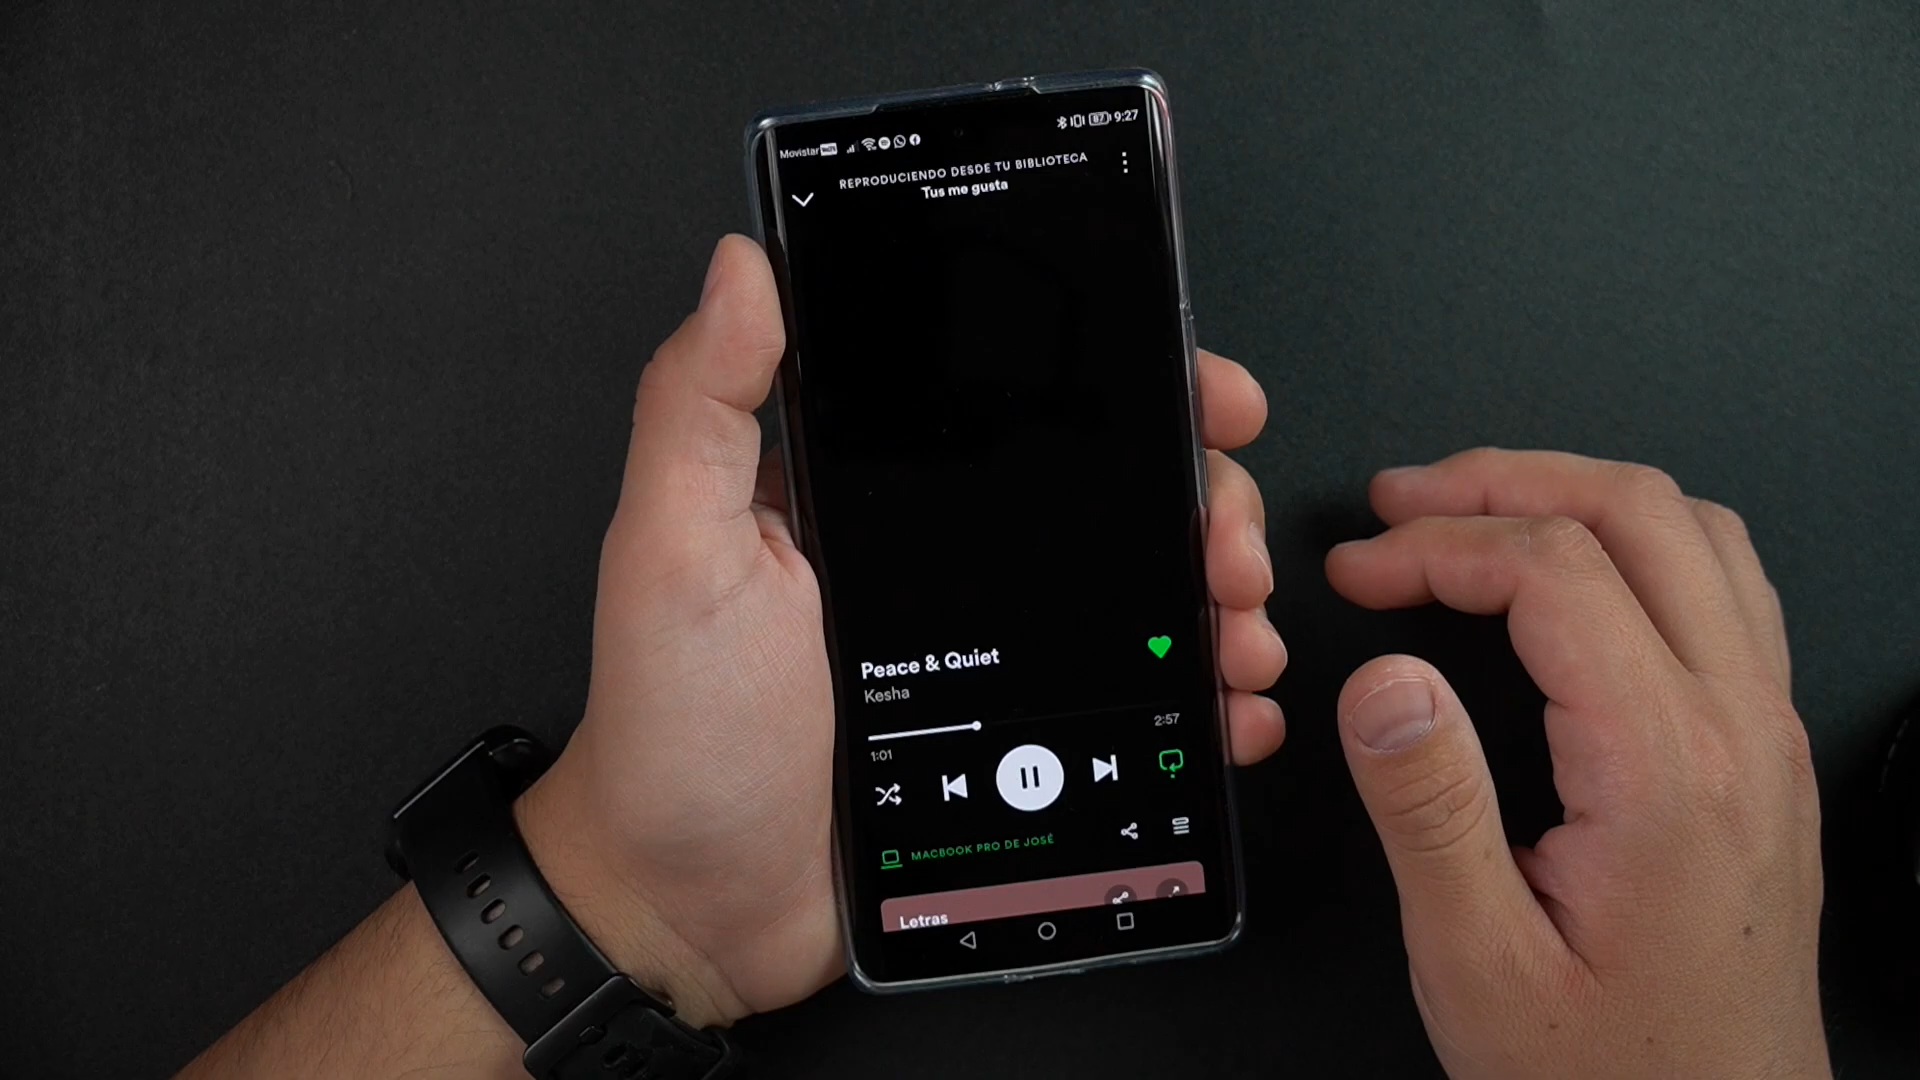 Movistar
87 9:27
REPRODUCIENDO DESDE TU BIBLIOTECA
Tus me gusta
Peace & Quiet
Kesha
1:01
2:57
MACBOOK PRO DE JOSÉ
Letras